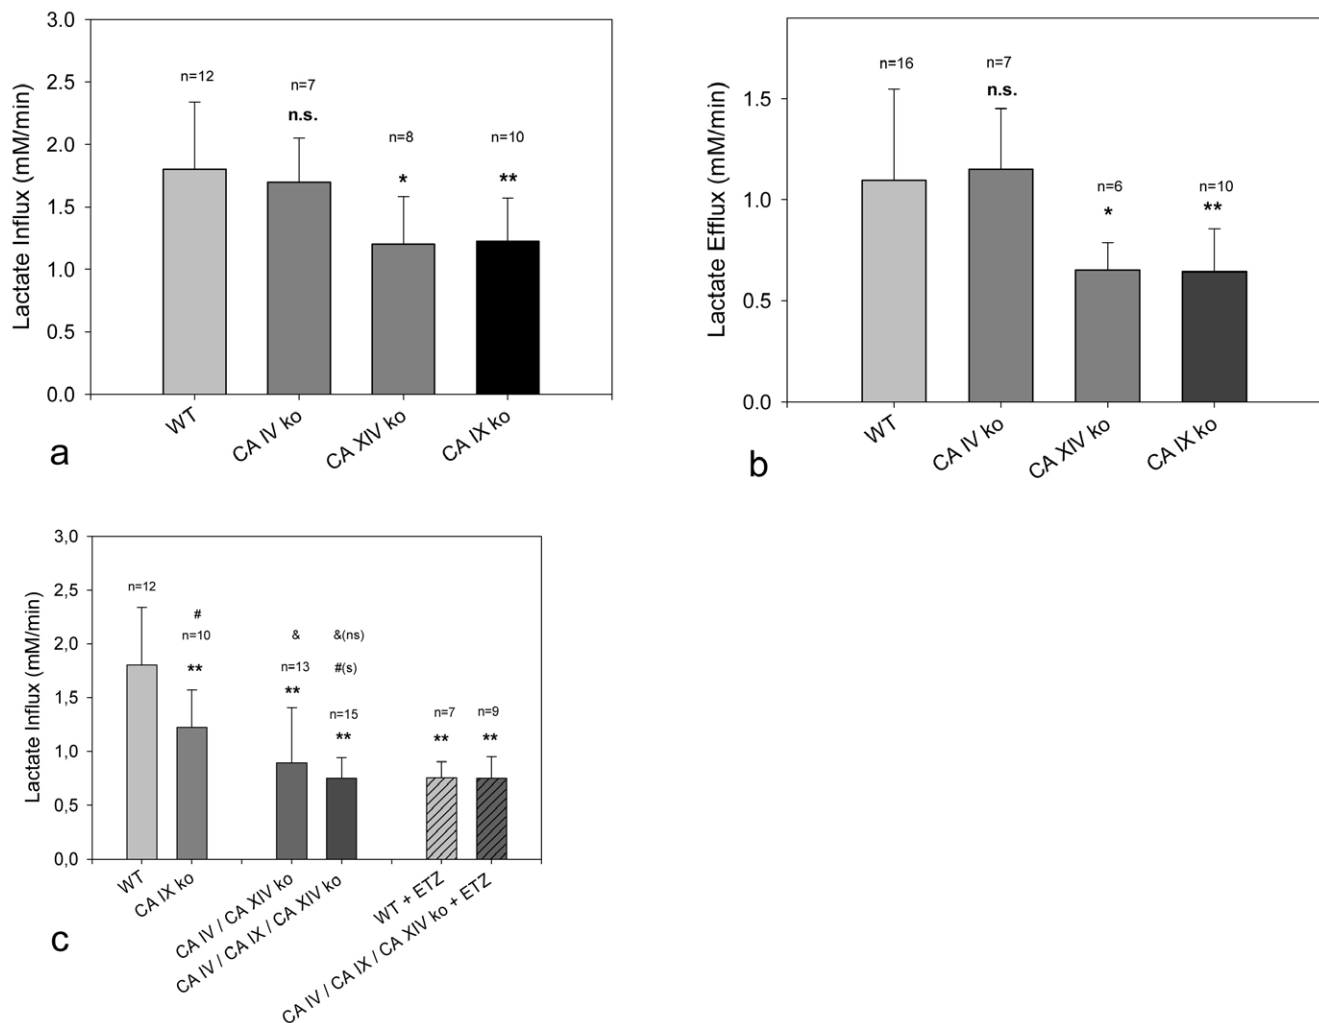 Lactate Influx (mM/min)
3.0
2.5
2.0
1.5
1.0
0.5
0.0
n=12
n=7
n.s.
n=8
*
n=10
**
WT
CA IV ko
CA XIV ko
CA IX ko
a
Lactate Efflux (mM/min)
1.5
1.0
0.5
0.0
n=16
n=7
n.s.
n=6
*
n=10
**
WT
CA IV ko
CA XIV ko
CA IX ko
b
Lactate Influx (mM/min)
3,0
2,5
2,0
1,5
1,0
0,5
0,0
n=12
#
n=10
**
&
n=13
**
&(ns)
#(s)
n=15
**
n=7
**
n=9
**
WT
CA IX ko
CA IV / CA XIV ko
CA IV / CA IX / CA XIV ko
WT + ETZ
CA IV / CA IX / CA XIV ko + ETZ
c